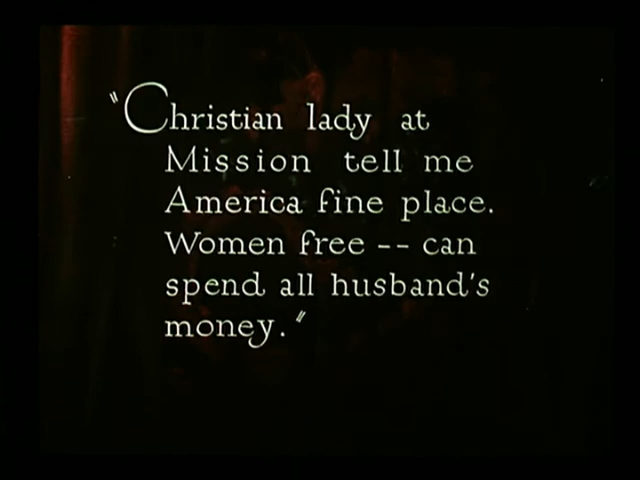 "Christian lady at
Mission tell me
America fine place.
Women free -- can
spend all husband's
money."